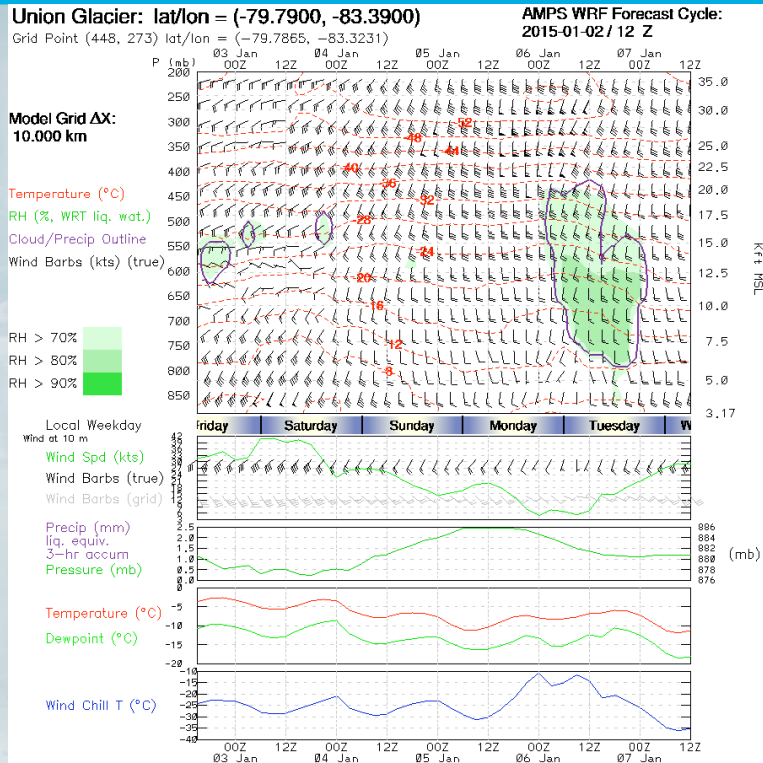 Union Glacier: lat/lon = (-79.7900, -83.3900)
AMPS WRF Forecast Cycle:
2015-01-02 / 12 Z
Grid Point (448, 273) lat/lon = (-79.7865, -83.3231)
03 Jan 04 Jan 05 Jan 06 Jan 07 Jan
P (mb) 00Z 12Z 00Z 12Z 00Z 12Z 00Z 12Z 00Z 12Z
200
250
300
350
400
450
500
550
600
650
700
750
800
850
35.0
30.0
25.0
22.5
20.0
17.5
15.0
12.5
10.0
7.5
5.0
3.17
Kft MSL
-52
-48
-44
-40
-36
-32
-28
-24
-20
-16
-12
-8
Model Grid ΔX:
10.000 km
Temperature (°C)
RH (%, WRT liq. wat.)
Cloud/Precip Outline
Wind Barbs (kts) (true)
RH > 70%
RH > 80%
RH > 90%
Local Weekday
Friday Saturday Sunday Monday Tuesday W
Wind at 10 m
Wind Spd (kts)
Wind Barbs (true)
Wind Barbs (grid)
42
36
Precip (mm)
liq. equiv.
3-hr accum
Pressure (mb)
2.5
2.0
1.5
1.0
0.5
0.0
886
884
882
880
878
876
(mb)
Temperature (°C)
Dewpoint (°C)
0
-5
-10
-15
-20
Wind Chill T (°C)
-10
-15
-20
-25
-30
-35
-40
00Z 12Z 00Z 12Z 00Z 12Z 00Z 12Z 00Z 12Z
03 Jan 04 Jan 05 Jan 06 Jan 07 Jan